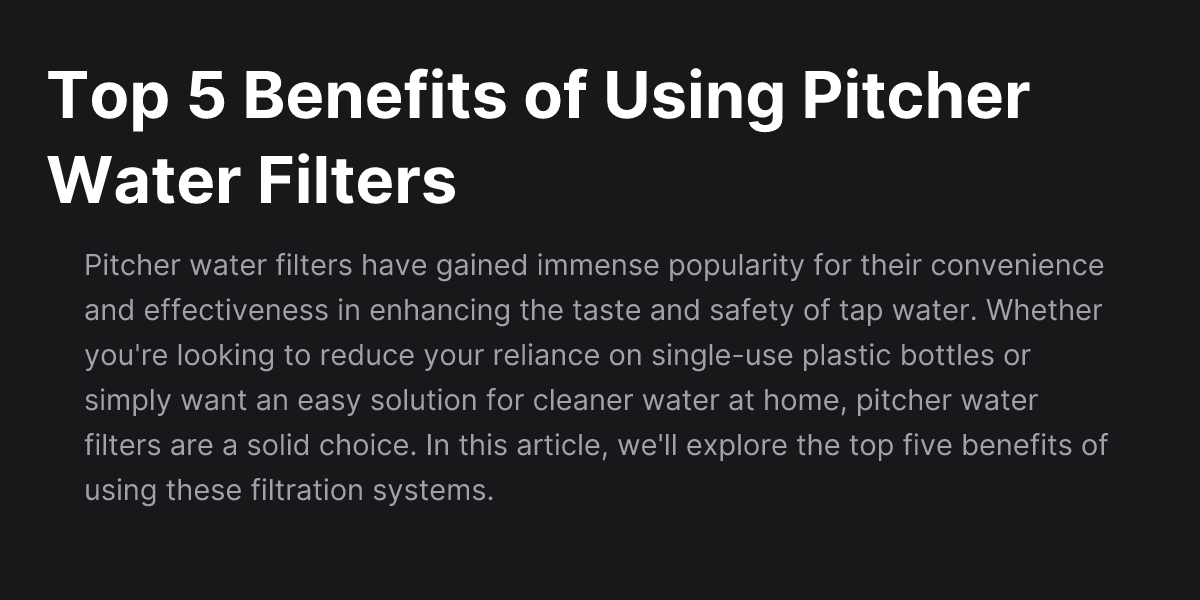 Top 5 Benefits of Using Pitcher
Water Filters
Pitcher water filters have gained immense popularity for their convenience
and effectiveness in enhancing the taste and safety of tap water. Whether
you're looking to reduce your reliance on single-use plastic bottles or
simply want an easy solution for cleaner water at home, pitcher water
filters are a solid choice. In this article, we'll explore the top five benefits of
using these filtration systems.